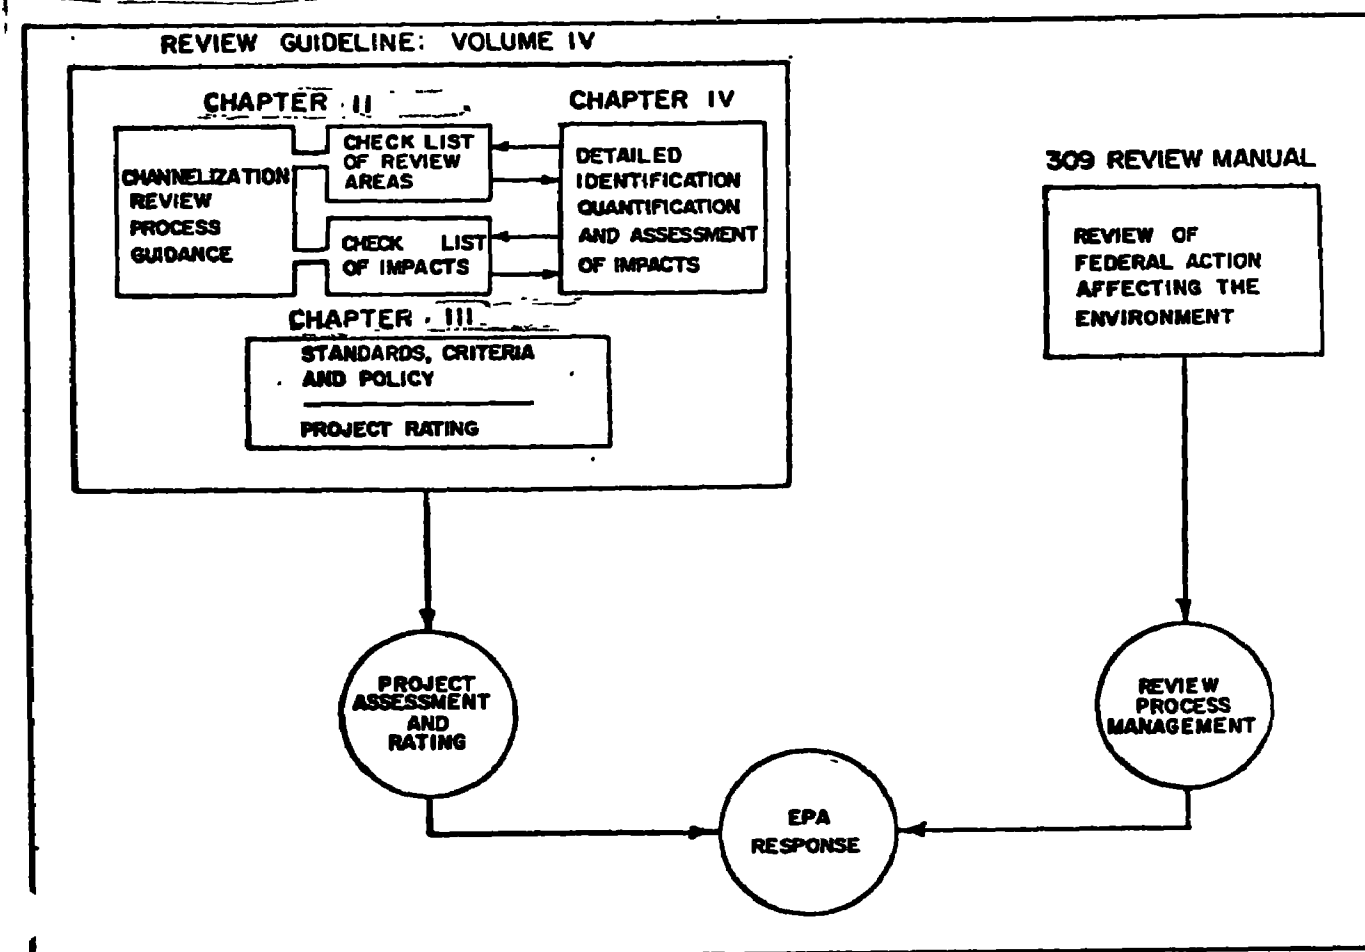 REVIEW GUIDELINE: VOLUME IV
CHAPTER II
CHANNELIZATION
REVIEW
PROCESS
GUIDANCE
CHECK LIST
OF REVIEW
AREAS
CHECK LIST
OF IMPACTS
CHAPTER IV
DETAILED
IDENTIFICATION
QUANTIFICATION
AND ASSESSMENT
OF IMPACTS
CHAPTER III
STANDARDS, CRITERIA
AND POLICY
PROJECT RATING
309 REVIEW MANUAL
REVIEW OF
FEDERAL ACTION
AFFECTING THE
ENVIRONMENT
PROJECT
ASSESSMENT
AND
RATING
REVIEW
PROCESS
MANAGEMENT
EPA
RESPONSE